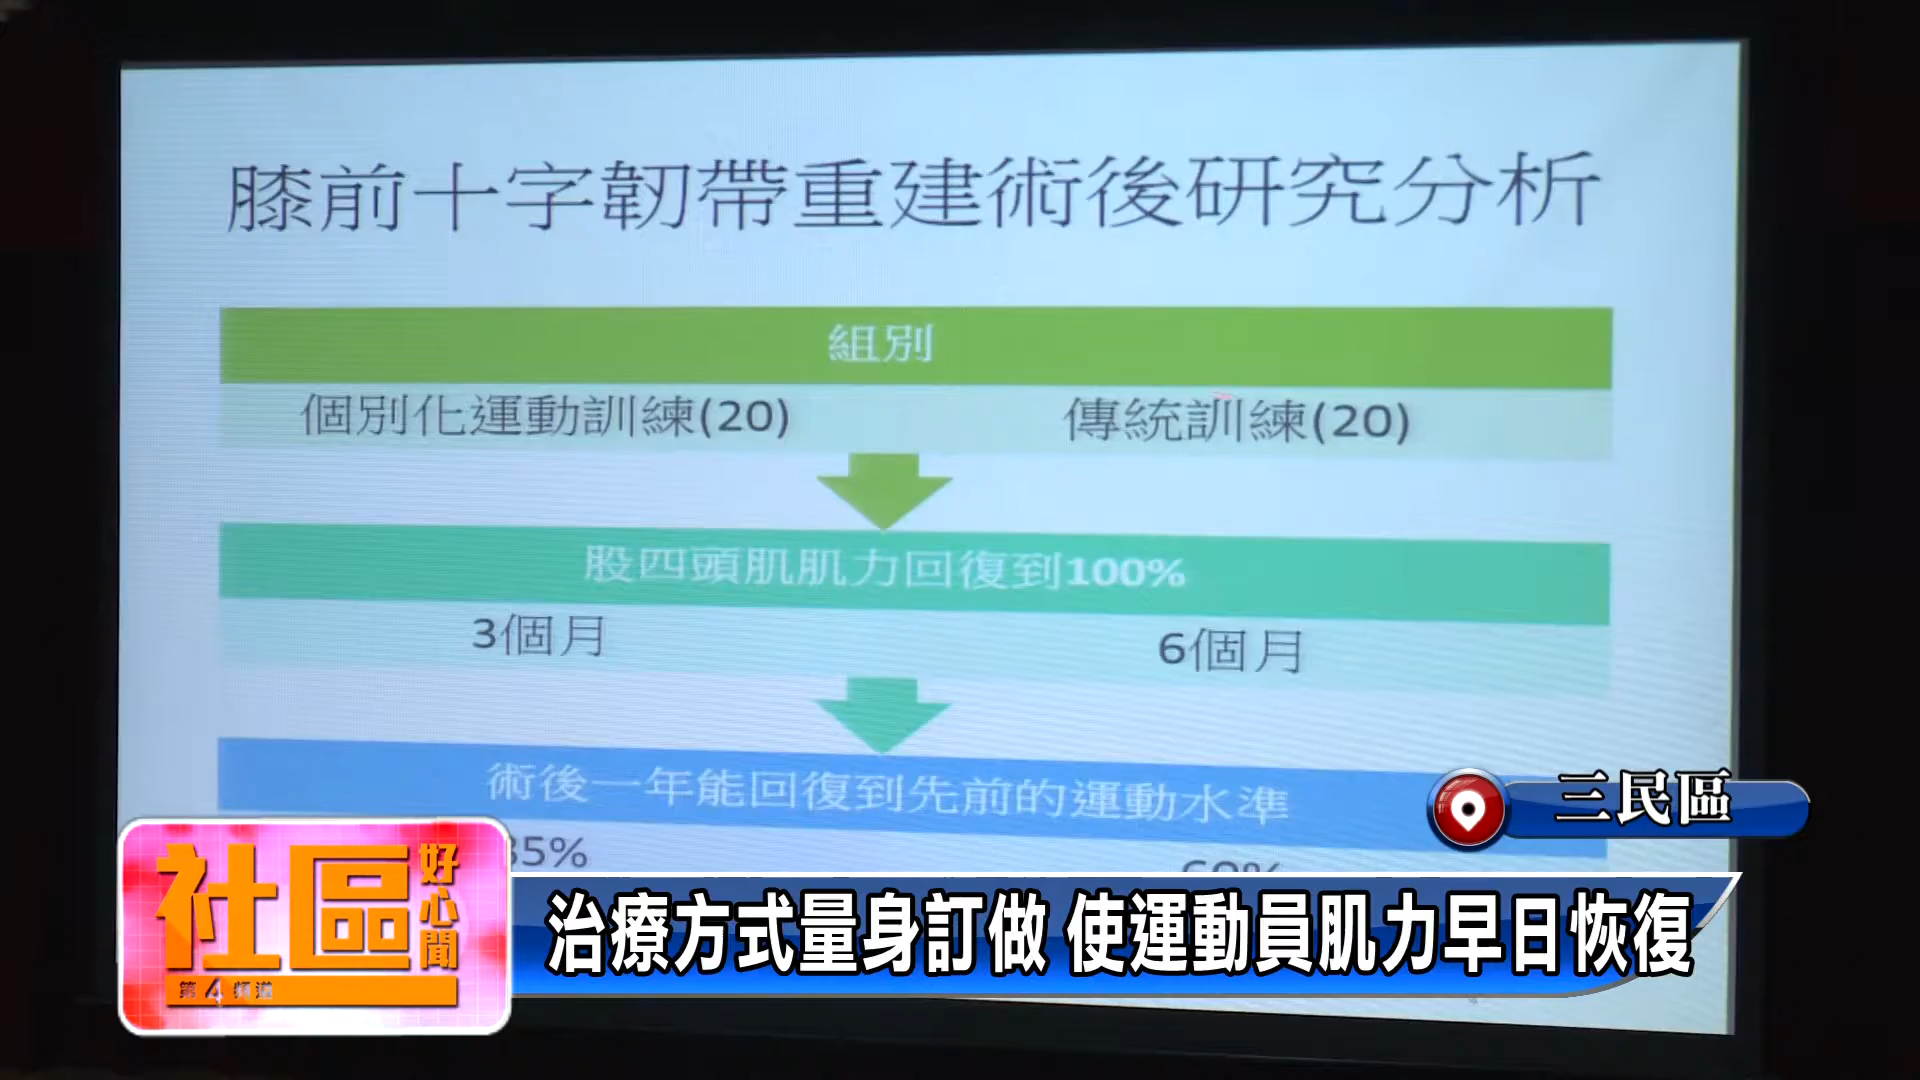 膝前十字韌帶重建術後研究分析
組別
個別化運動訓練(20) 傳統訓練(20)
股四頭肌肌力回復到100%
3個月 6個月
術後一年能回復到先前的運動水準
5%
三民區
社區
好心聞
第4頻道
治療方式量身訂做 使運動員肌力早日恢復